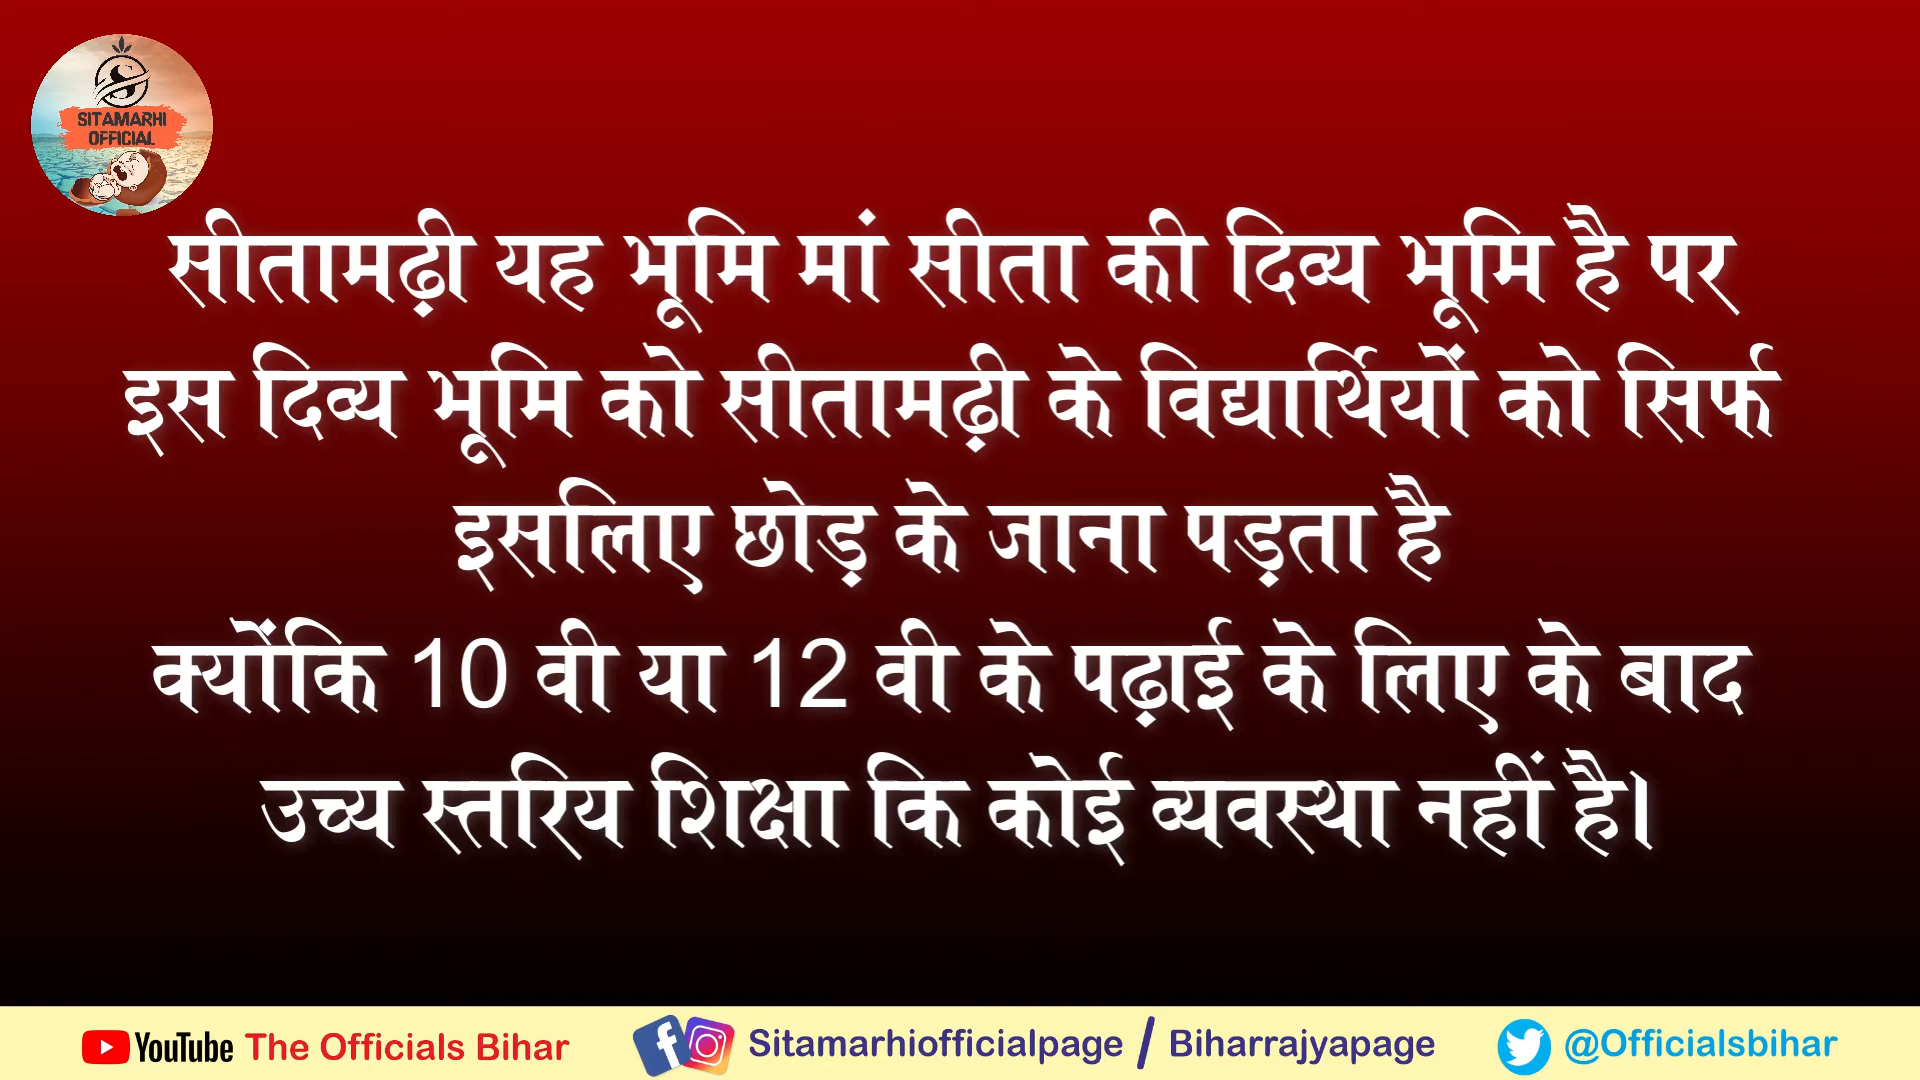 SITAMARHI
OFFICIAL
सीतामढ़ी यह भूमि मां सीता की दिव्य भूमि है पर
इस दिव्य भूमि को सीतामढ़ी के विद्यार्थियों को सिर्फ
इसलिए छोड़ के जाना पड़ता है
क्योंकि 10 वी या 12 वी के पढ़ाई के लिए के बाद
उच्य स्तरिय शिक्षा कि कोई व्यवस्था नहीं है।
YouTube The Officials Bihar Sitamarhiofficialpage / Biharrajyapage @Officialsbihar